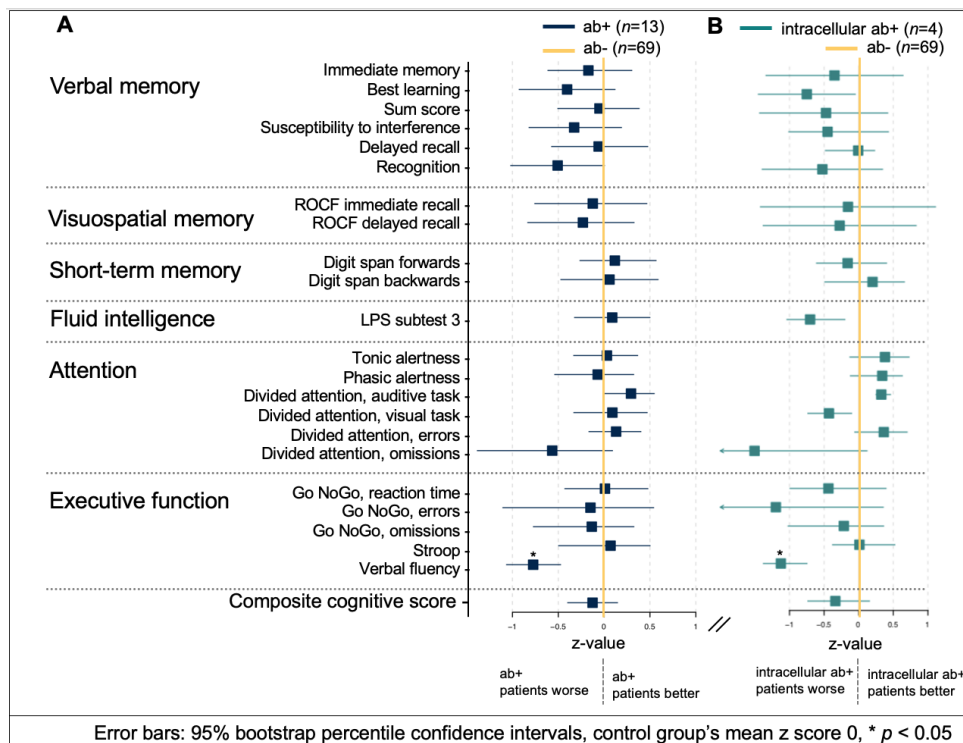 A
ab+ (n=13)
ab- (n=69)
B
intracellular ab+ (n=4)
ab- (n=69)
Verbal memory
Immediate memory
Best learning
Sum score
Susceptibility to interference
Delayed recall
Recognition
Visuospatial memory
ROCF immediate recall
ROCF delayed recall
Short-term memory
Digit span forwards
Digit span backwards
Fluid intelligence
LPS subtest 3
Attention
Tonic alertness
Phasic alertness
Divided attention, auditive task
Divided attention, visual task
Divided attention, errors
Divided attention, omissions
Executive function
Go NoGo, reaction time
Go NoGo, errors
Go NoGo, omissions
Stroop
Verbal fluency
* *
Composite cognitive score
-1 -0.5 0 0.5 1
z-value
// 
-1 -0.5 0 0.5 1
z-value
ab+
patients worse
ab+
patients better
intracellular ab+
patients worse
intracellular ab+
patients better
Error bars: 95% bootstrap percentile confidence intervals, control group's mean z score 0, * p < 0.05